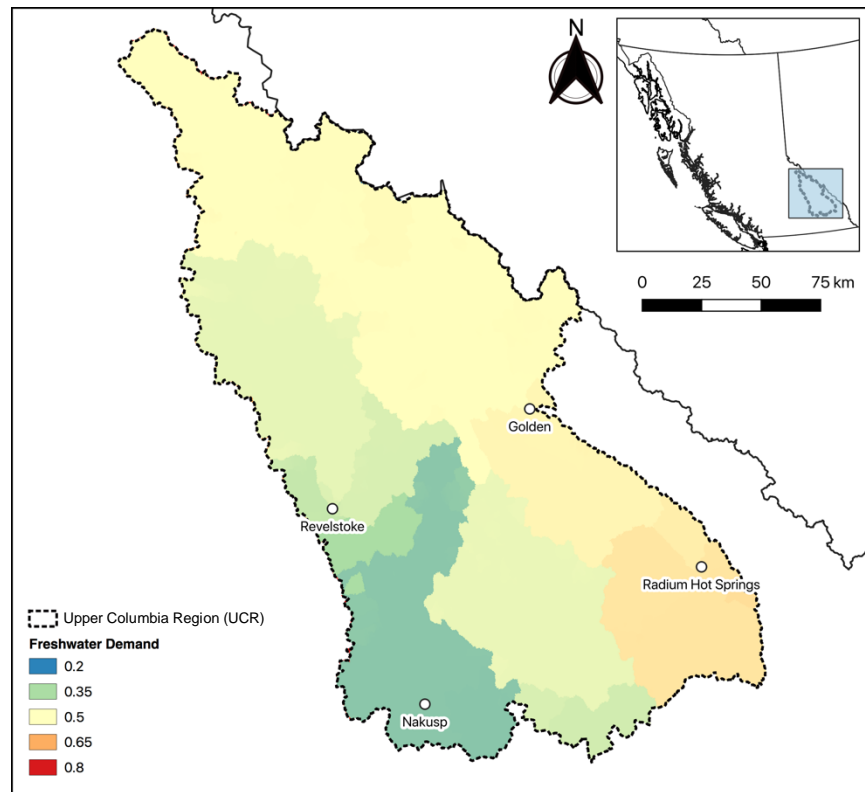 N
0 25 50 75 km
Golden
Revelstoke
Radium Hot Springs
Nakusp
Upper Columbia Region (UCR)
Freshwater Demand
0.2
0.35
0.5
0.65
0.8